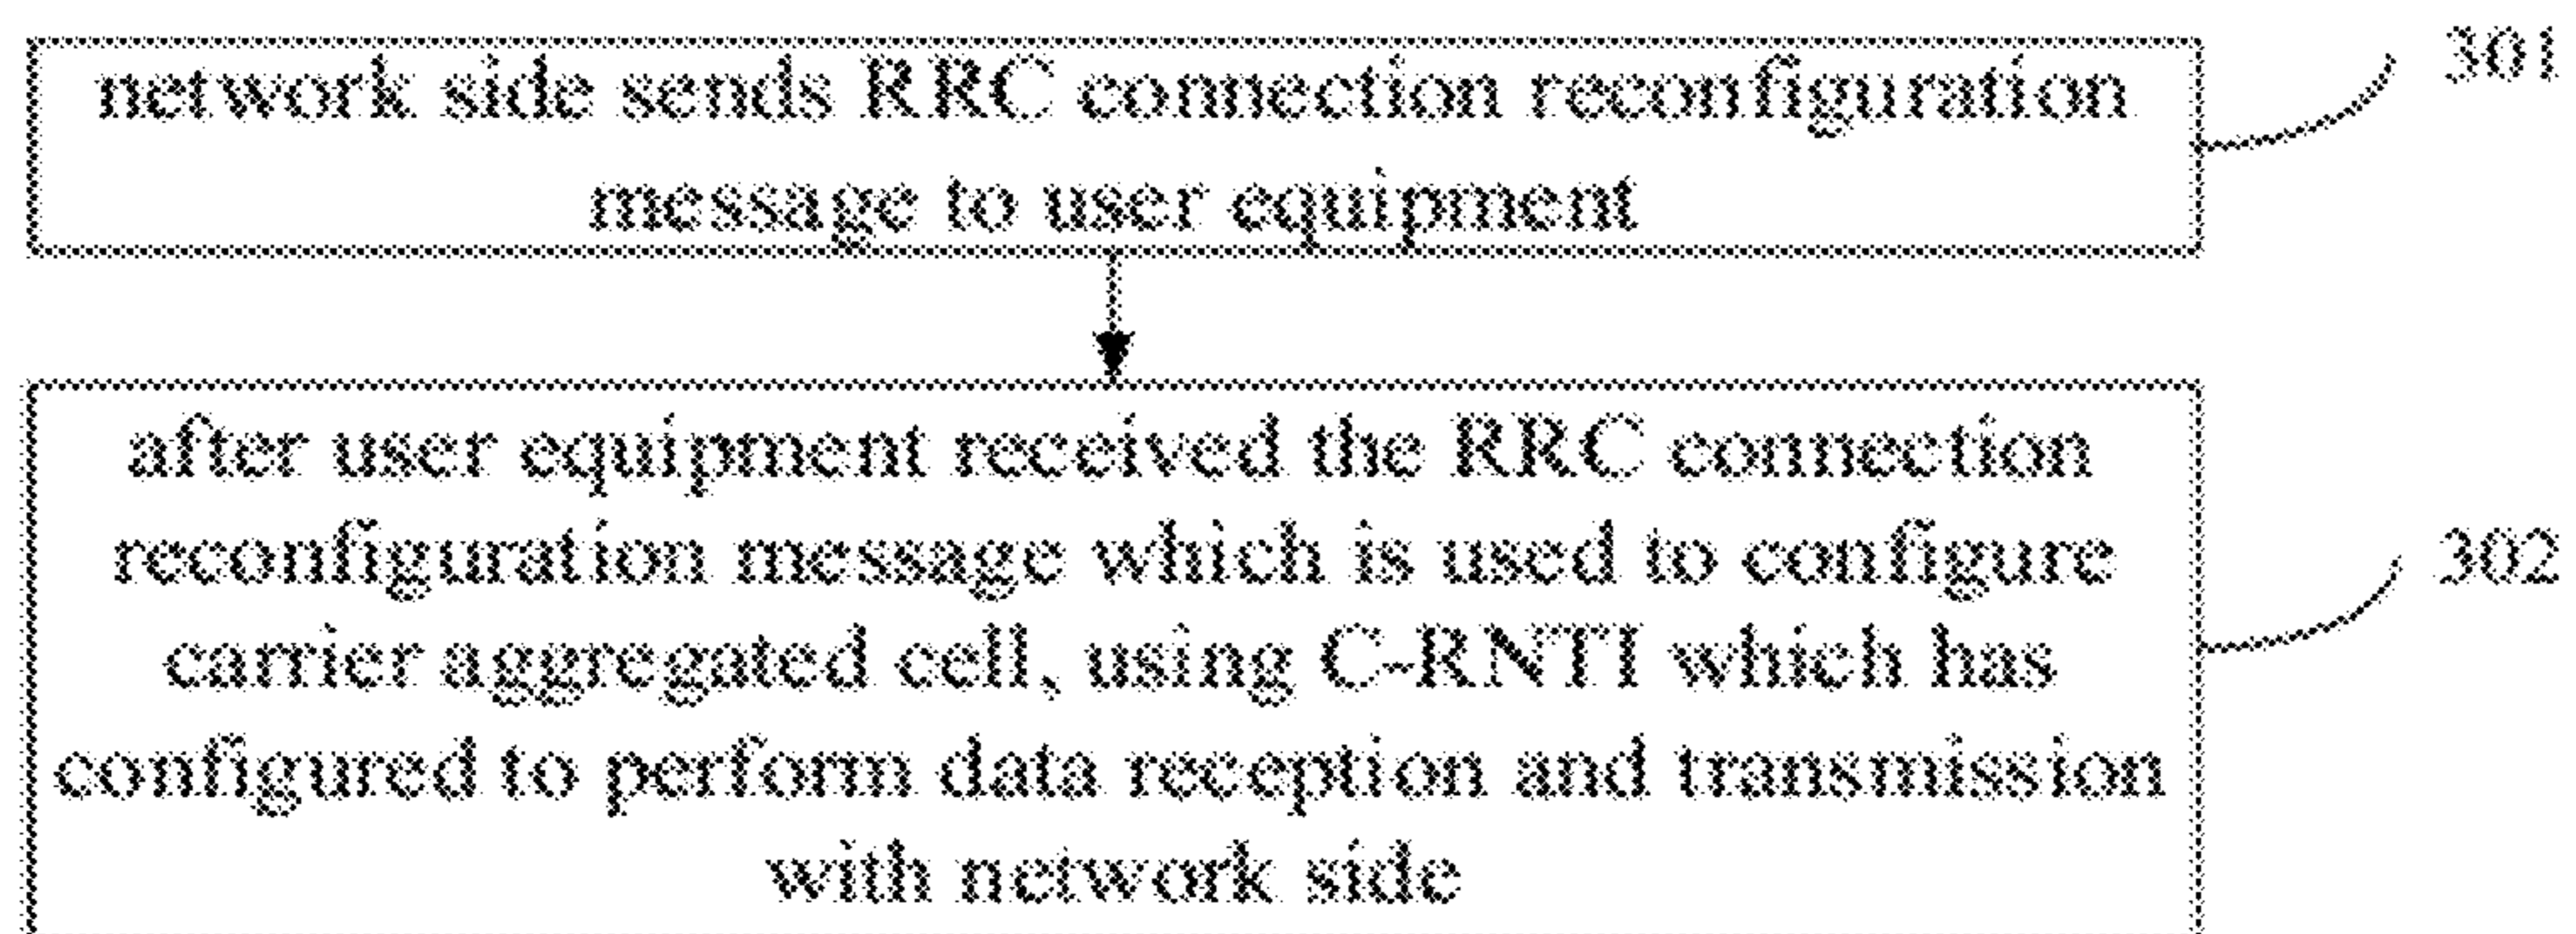 network side sends RRC connection reconfiguration
message to user equipment
301
after user equipment received the RRC connection
reconfiguration message which is used to configure
carrier aggregated cell, using C-RNTI which has
configured to perform data reception and transmission
with network side
302